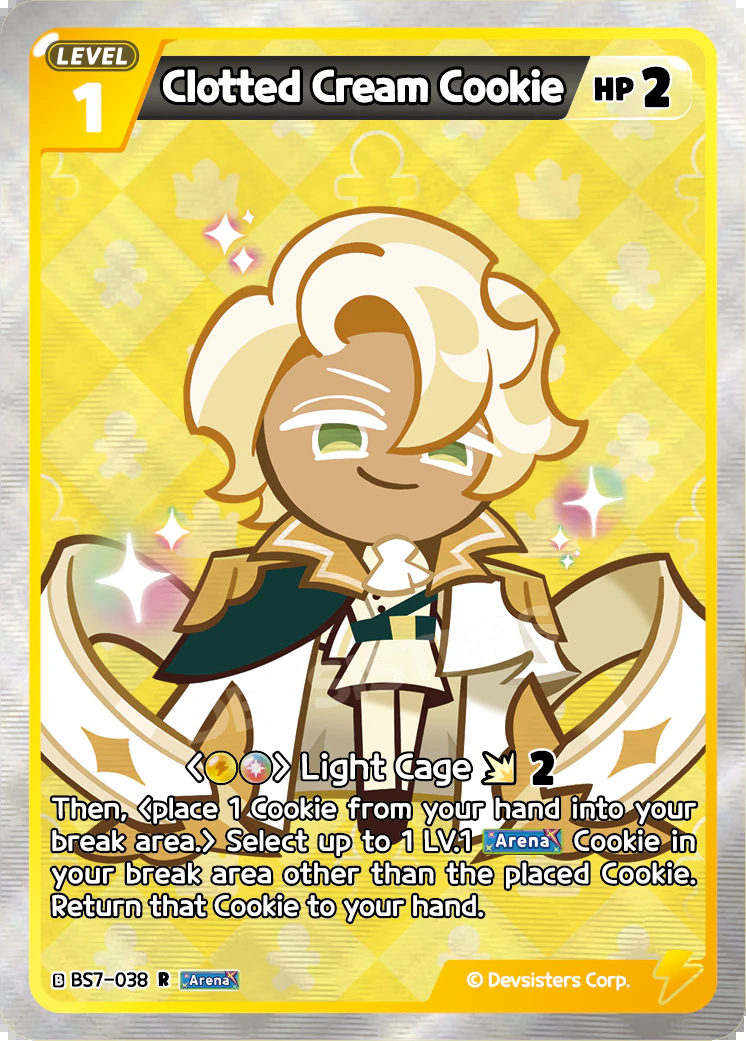 LEVEL
1
Clotted Cream Cookie
HP 2
< > Light Cage 2
Then, <place 1 Cookie from your hand into your
break area.> Select up to 1 LV.1 Arena Cookie in
your break area other than the placed Cookie.
Return that Cookie to your hand.
B BS7-038 R Arena
© Devsisters Corp.